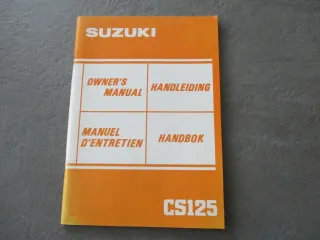 SUZUKI
OWNER'S
MANUAL
HANDLEIDING
MANUEL
D'ENTRETIEN
HANDBOK
CS125